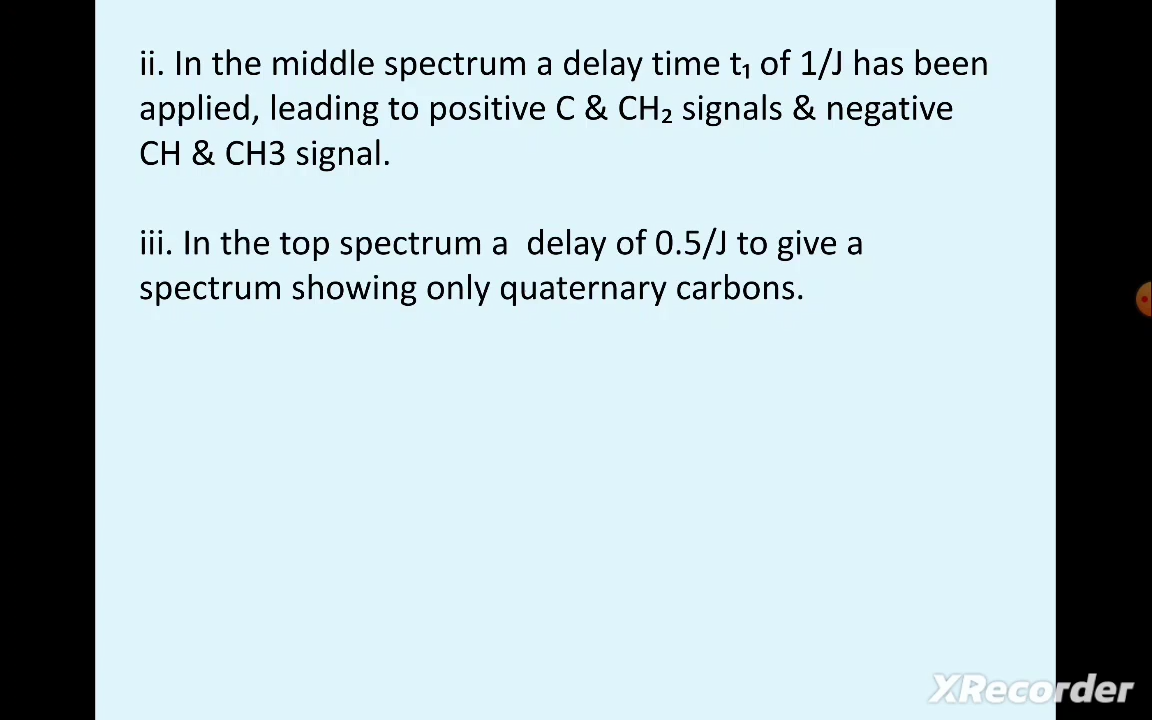 ii. In the middle spectrum a delay time t₁ of 1/J has been
applied, leading to positive C & CH₂ signals & negative
CH & CH3 signal.
iii. In the top spectrum a  delay of 0.5/J to give a
spectrum showing only quaternary carbons.
XRecorder